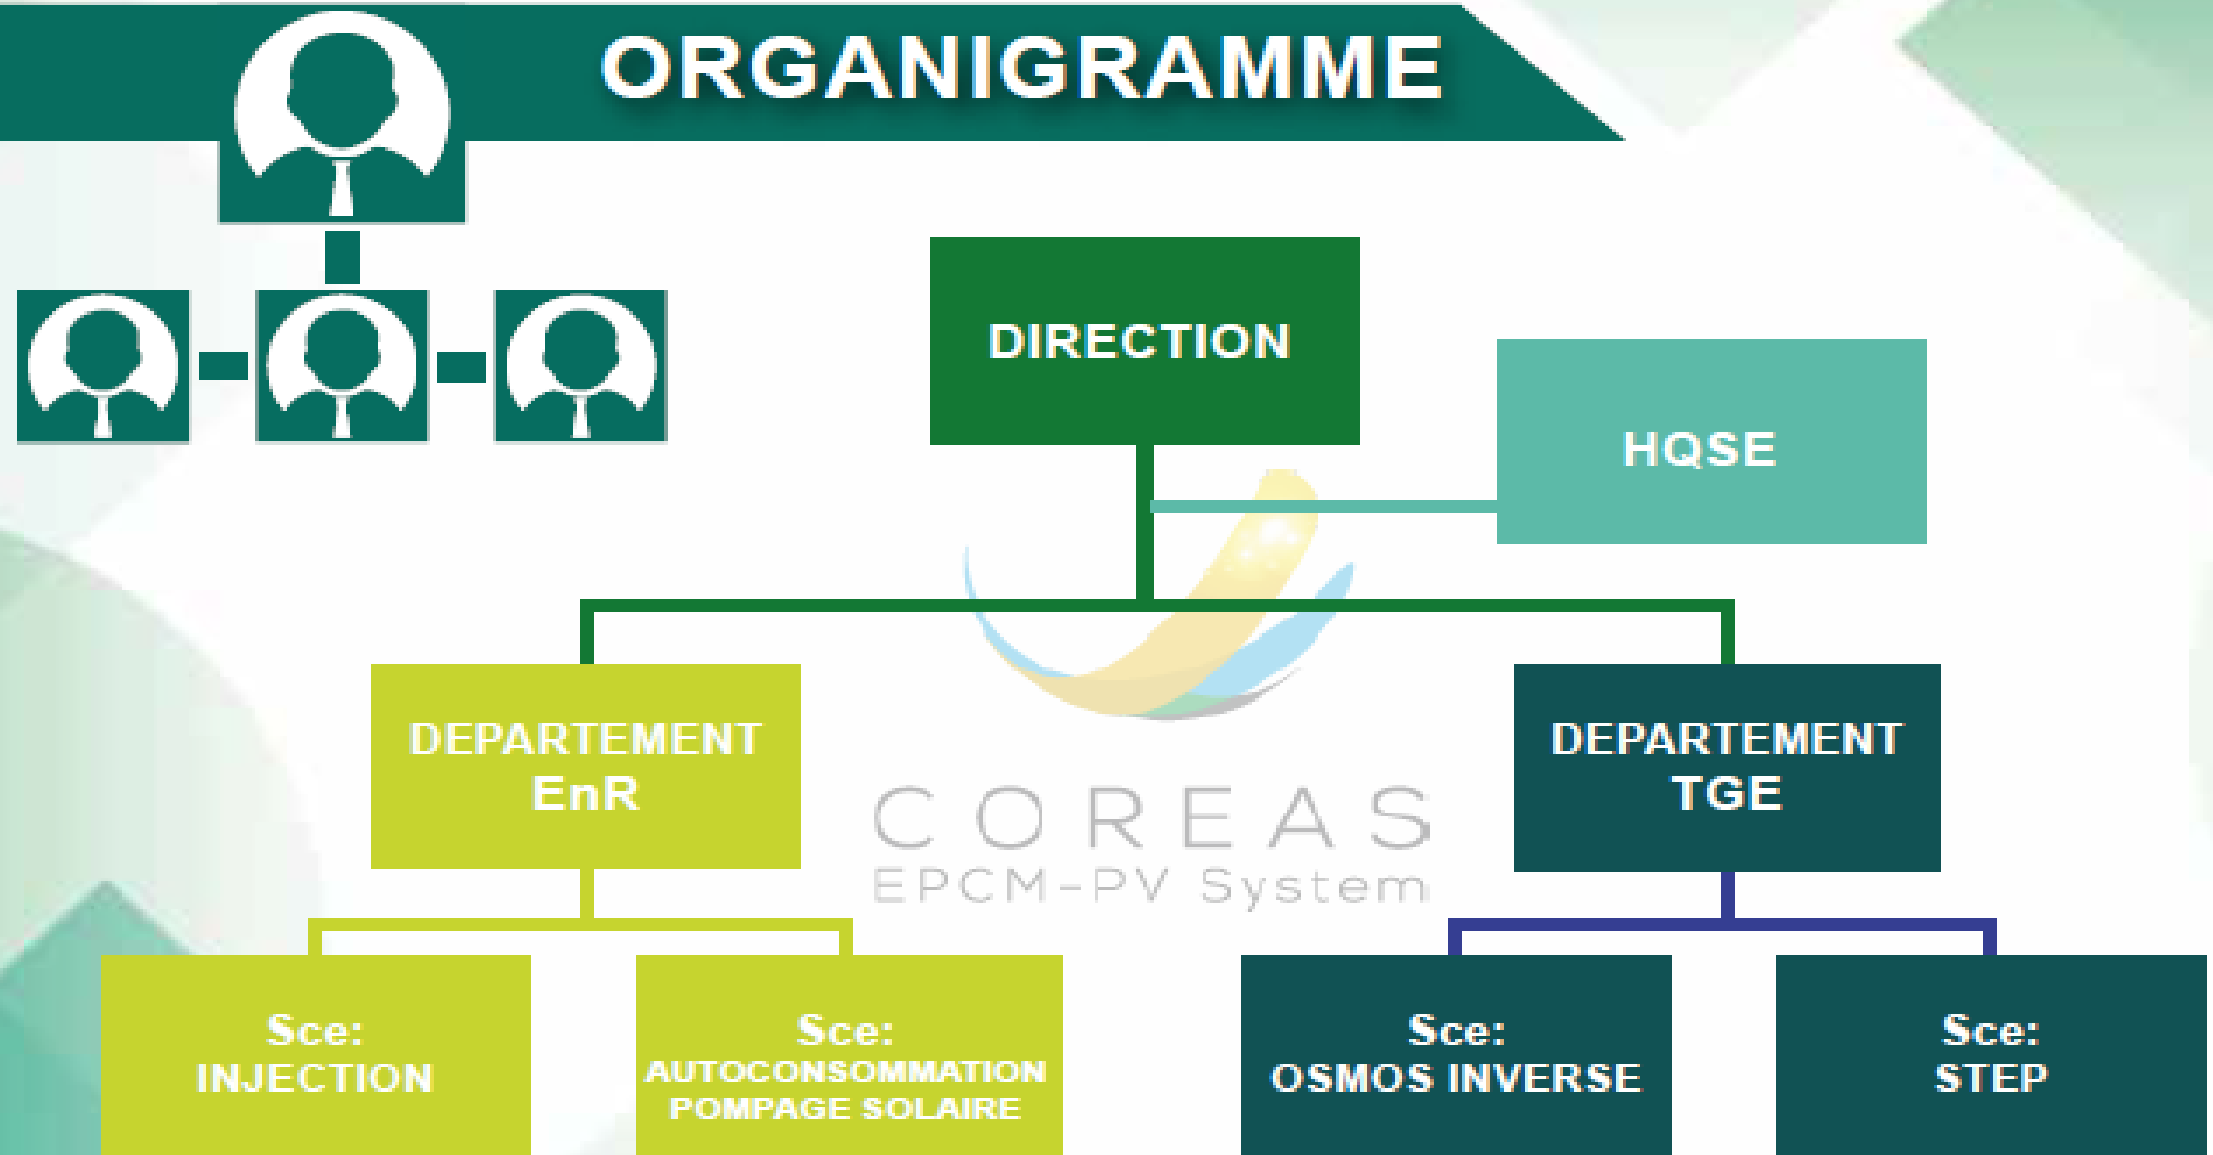 ORGANIGRAMME
DIRECTION
HQSE
DEPARTEMENT
EnR
DEPARTEMENT
TGE
COREAS
EPCM-PV System
Sce:
INJECTION
Sce:
AUTOCONSOMMATION
POMPAGE SOLAIRE
Sce:
OSMOS INVERSE
Sce:
STEP